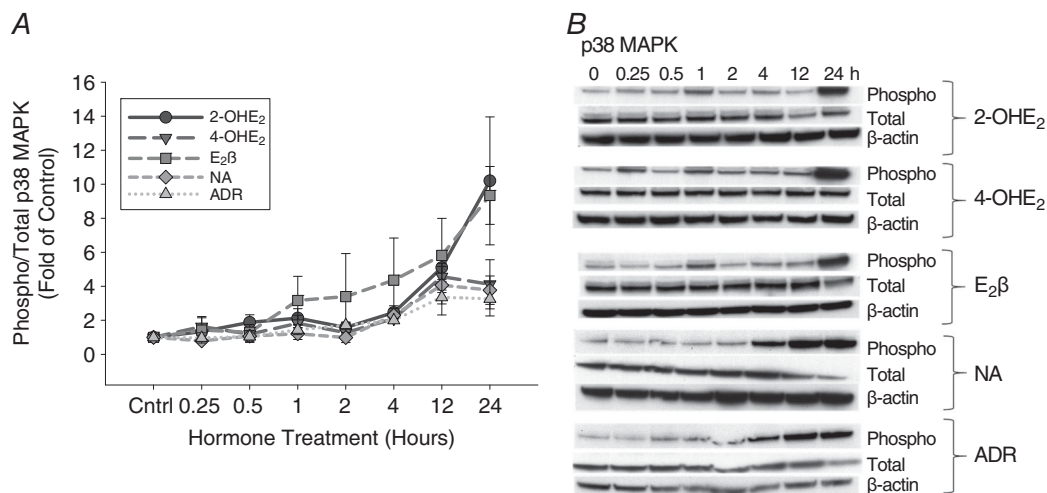 A
Phospho/Total p38 MAPK
(Fold of Control)
16
14
12
10
8
6
4
2
0
2-OHE₂
4-OHE₂
E₂β
NA
ADR
Cntrl 0.25 0.5 1 2 4 12 24
Hormone Treatment (Hours)
B
p38 MAPK
0 0.25 0.5 1 2 4 12 24 h
Phospho
Total
β-actin
2-OHE₂
Phospho
Total
β-actin
4-OHE₂
Phospho
Total
β-actin
E₂β
Phospho
Total
β-actin
NA
Phospho
Total
β-actin
ADR